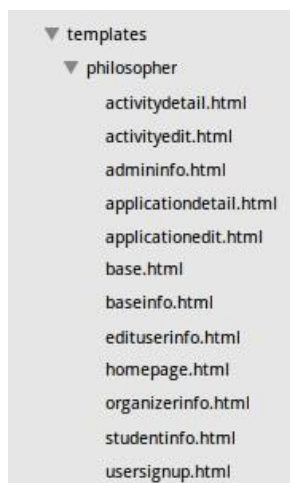 templates
philosopher
activitydetail.html
activityedit.html
admininfo.html
applicationdetail.html
applicationedit.html
base.html
baseinfo.html
edituserinfo.html
homepage.html
organizerinfo.html
studentinfo.html
usersignup.html